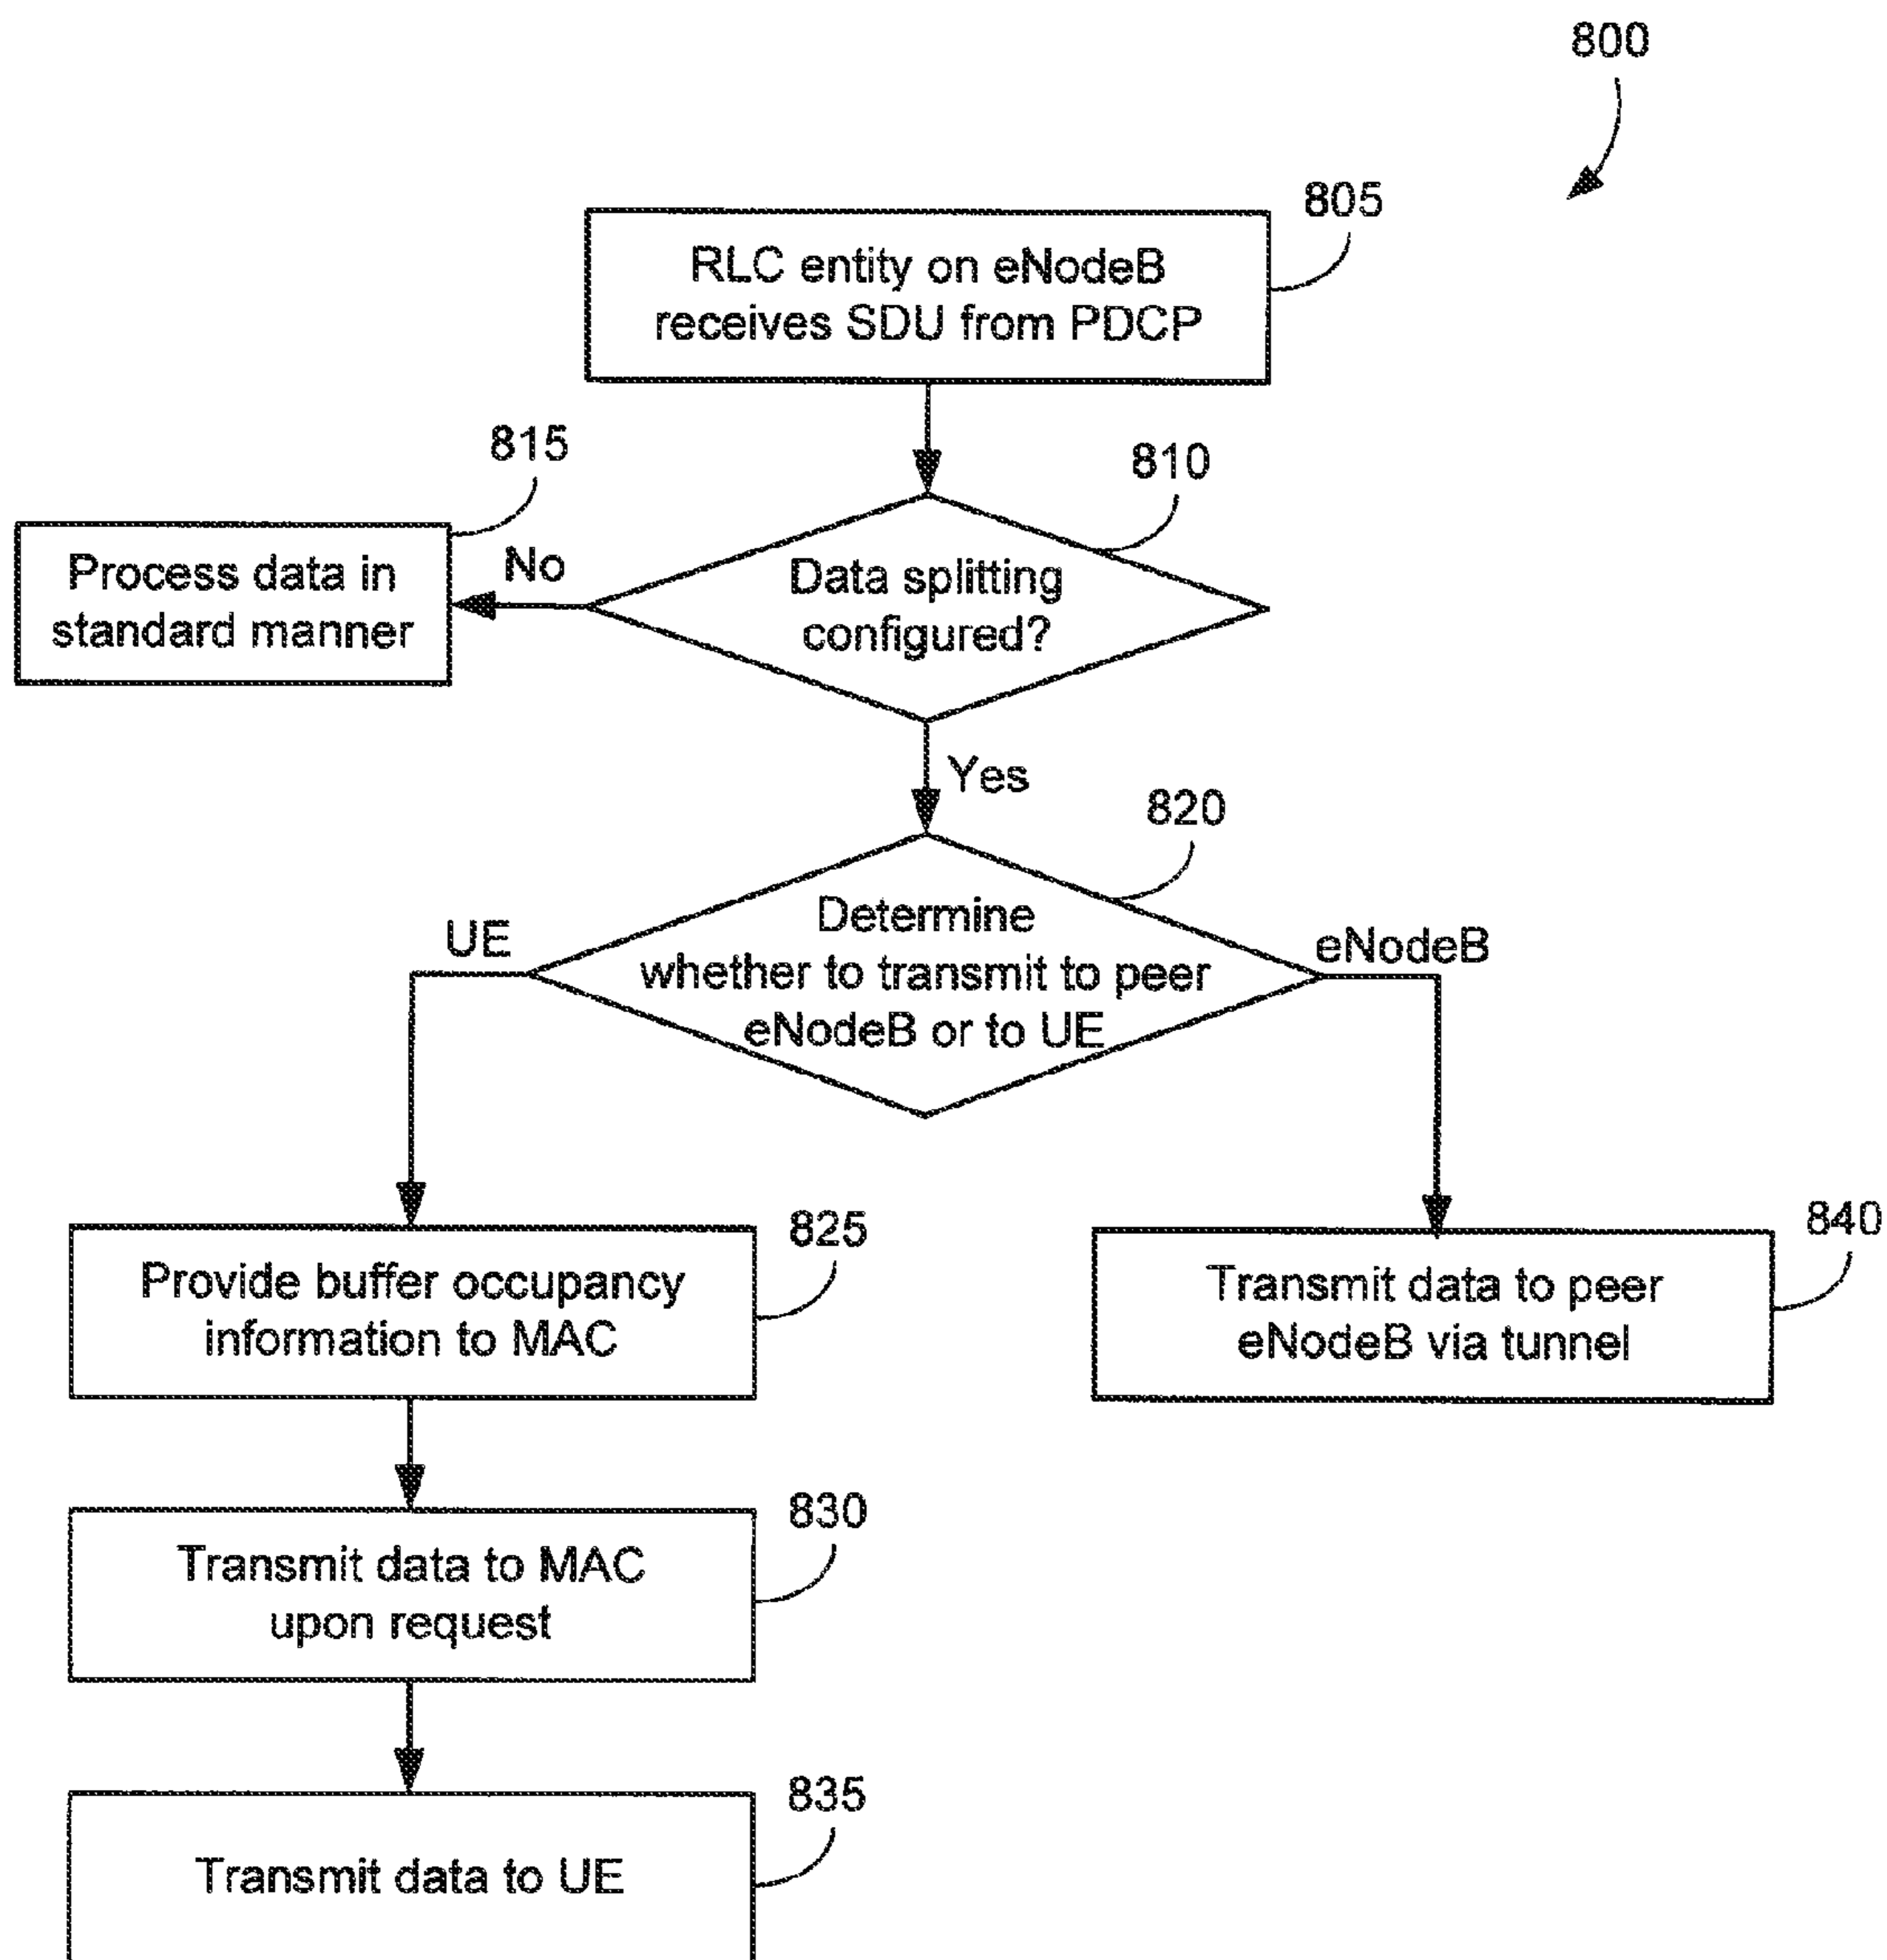 800
805
RLC entity on eNodeB
receives SDU from PDCP
815
810
Process data in
standard manner
No
Data splitting
configured?
Yes
820
UE
Determine
whether to transmit to peer
eNodeB or to UE
eNodeB
825
Provide buffer occupancy
information to MAC
840
Transmit data to peer
eNodeB via tunnel
830
Transmit data to MAC
upon request
835
Transmit data to UE